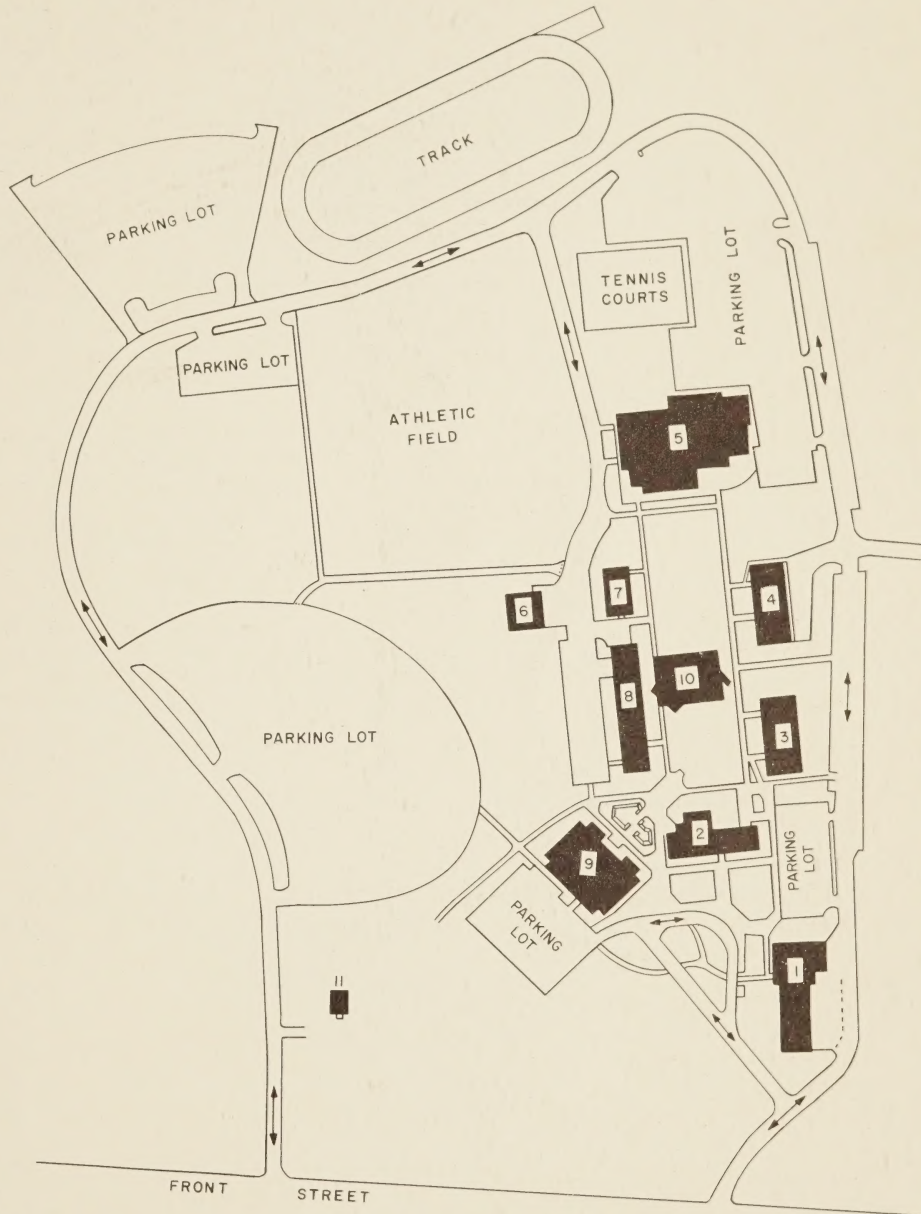 TRACK
PARKING LOT
TENNIS
COURTS
PARKING LOT
PARKING LOT
ATHLETIC
FIELD
5
7
4
6
10
8
3
PARKING LOT
2
PARKING
LOT
9
PARKING
LOT
1
11
FRONT STREET